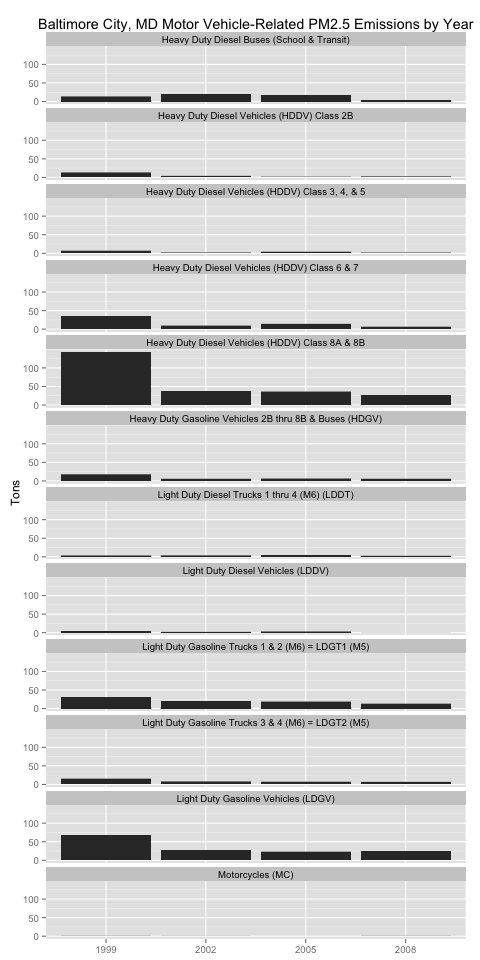 Baltimore City, MD Motor Vehicle-Related PM2.5 Emissions by Year
Heavy Duty Diesel Buses (School & Transit)
100
50
0
Heavy Duty Diesel Vehicles (HDDV) Class 2B
100
50
0
Heavy Duty Diesel Vehicles (HDDV) Class 3, 4, & 5
100
50
0
Heavy Duty Diesel Vehicles (HDDV) Class 6 & 7
100
50
0
Heavy Duty Diesel Vehicles (HDDV) Class 8A & 8B
100
50
0
Heavy Duty Gasoline Vehicles 2B thru 8B & Buses (HDGV)
100
50
0
Tons
Light Duty Diesel Trucks 1 thru 4 (M6) (LDDT)
100
50
0
Light Duty Diesel Vehicles (LDDV)
100
50
0
Light Duty Gasoline Trucks 1 & 2 (M6) = LDGT1 (M5)
100
50
0
Light Duty Gasoline Trucks 3 & 4 (M6) = LDGT2 (M5)
100
50
0
Light Duty Gasoline Vehicles (LDGV)
100
50
0
Motorcycles (MC)
100
50
0
1999 2002 2005 2008